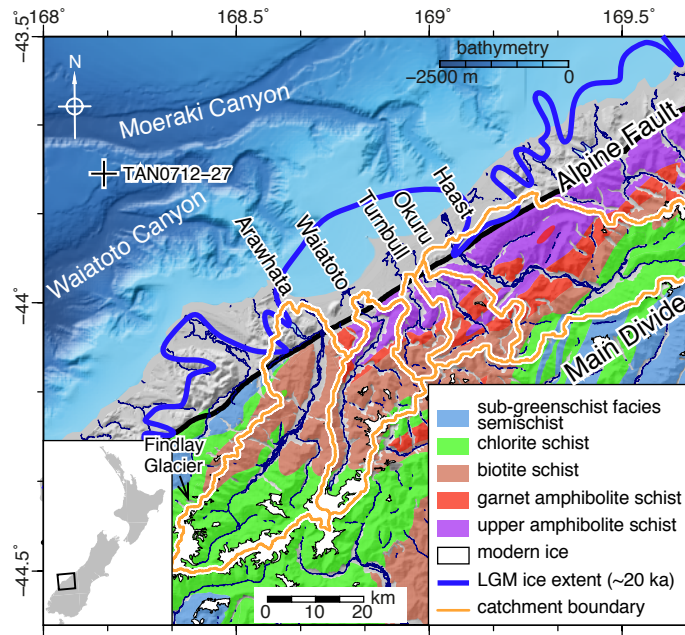 168°
168.5°
169°
169.5°
-43.5°
bathymetry
-2500 m
0
N
Moeraki Canyon
TAN0712-27
Waiatoto Canyon
Alpine Fault
Haast
Okuru
Turnbull
Waiatoto
Arawhata
-44°
Main Divide
Findlay
Glacier
-44.5°
km
0 10 20
sub-greenschist facies
semischist
chlorite schist
biotite schist
garnet amphibolite schist
upper amphibolite schist
modern ice
LGM ice extent (~20 ka)
catchment boundary